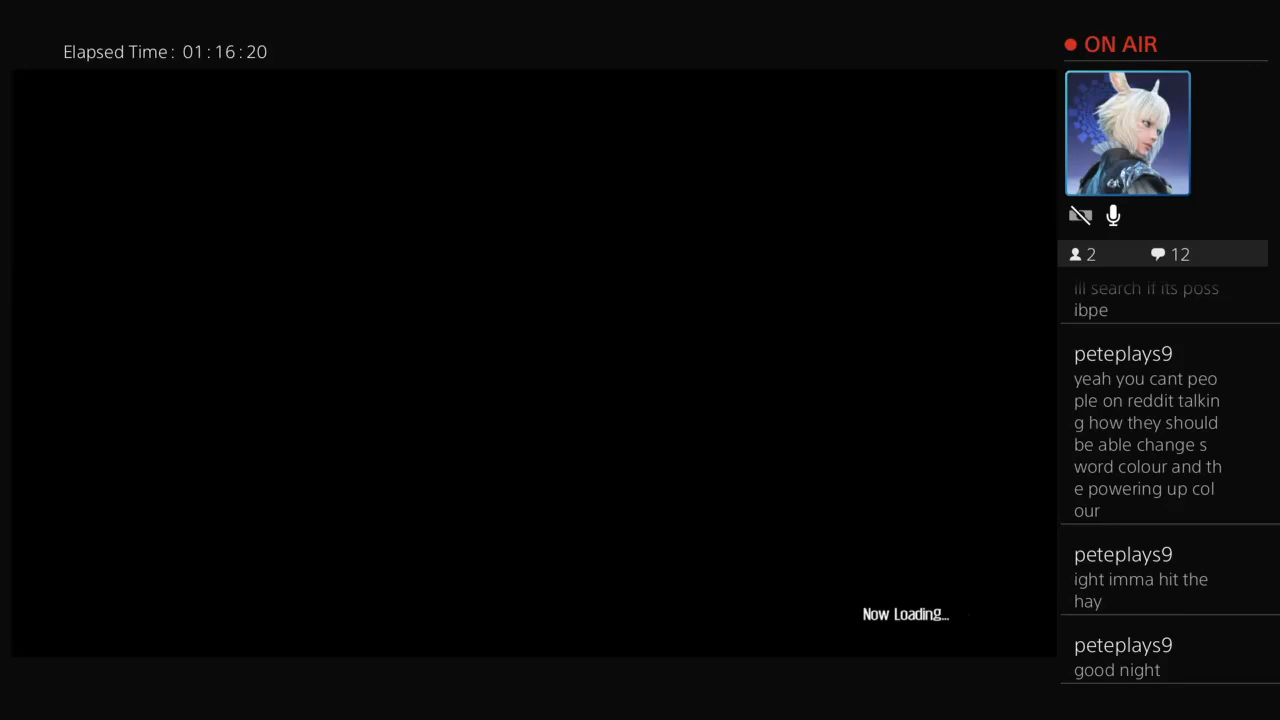 Elapsed Time: 01:16:20
ON AIR
2 12
ill search if its poss
ibpe
peteplays9
yeah you cant peo
ple on reddit talkin
g how they should
be able change s
word colour and th
e powering up col
our
peteplays9
ight imma hit the
hay
peteplays9
good night
Now Loading...